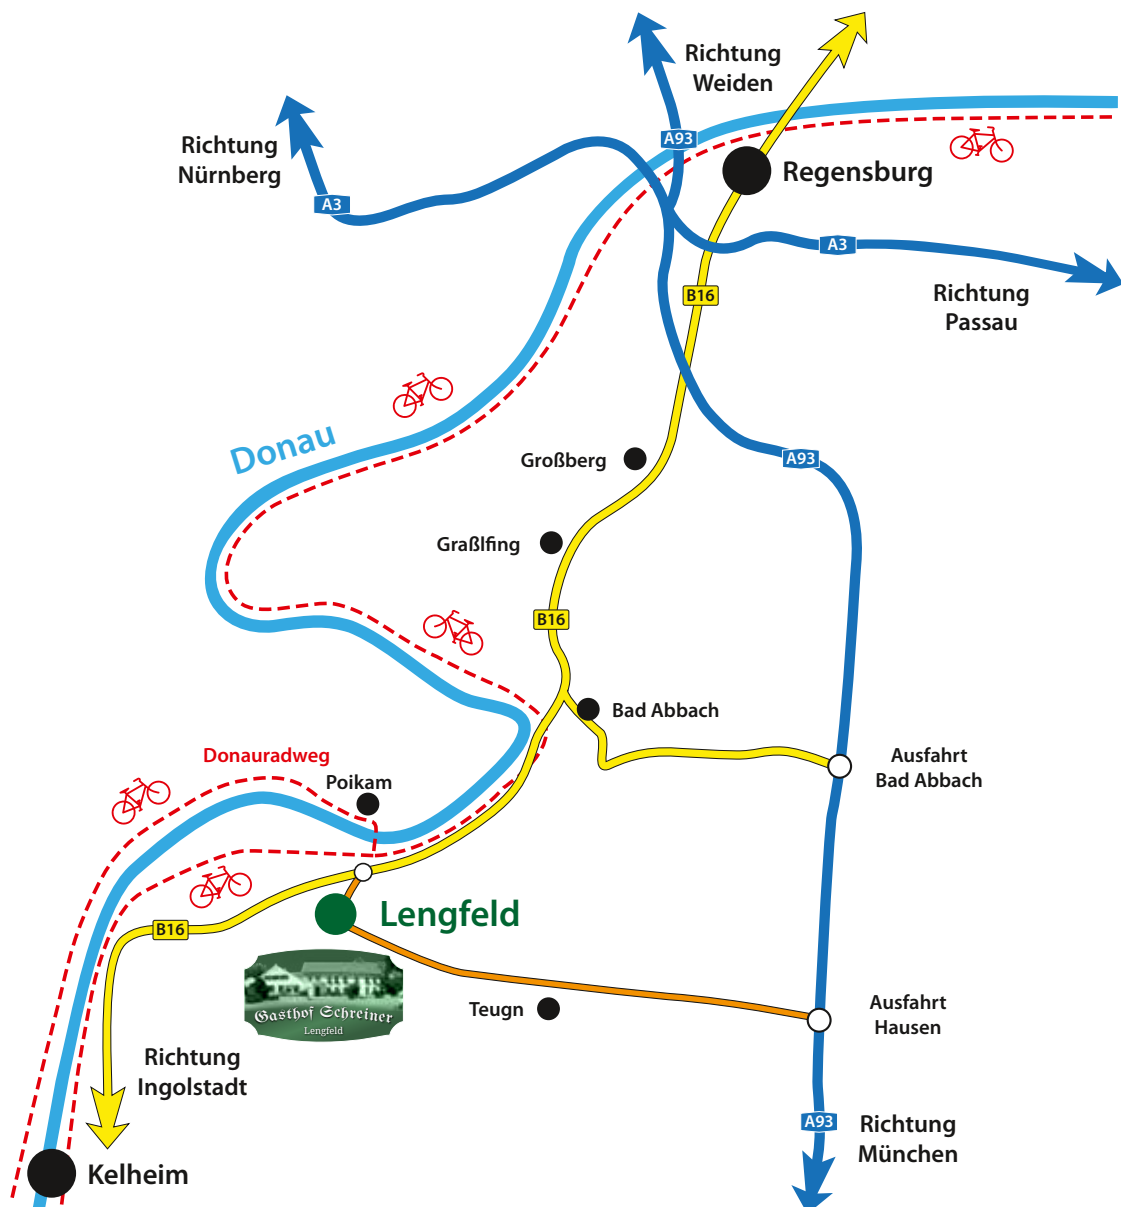 Richtung
Weiden
A93
Richtung
Nürnberg
A3
Regensburg
A3
B16
Richtung
Passau
Donau
Großberg
A93
Graßlfing
B16
Bad Abbach
Donauradweg
Poikam
Ausfahrt
Bad Abbach
Lengfeld
B16
Gasthof Schreiner
Lengfeld
Teugn
Ausfahrt
Hausen
Richtung
Ingolstadt
A93
Richtung
München
Kelheim